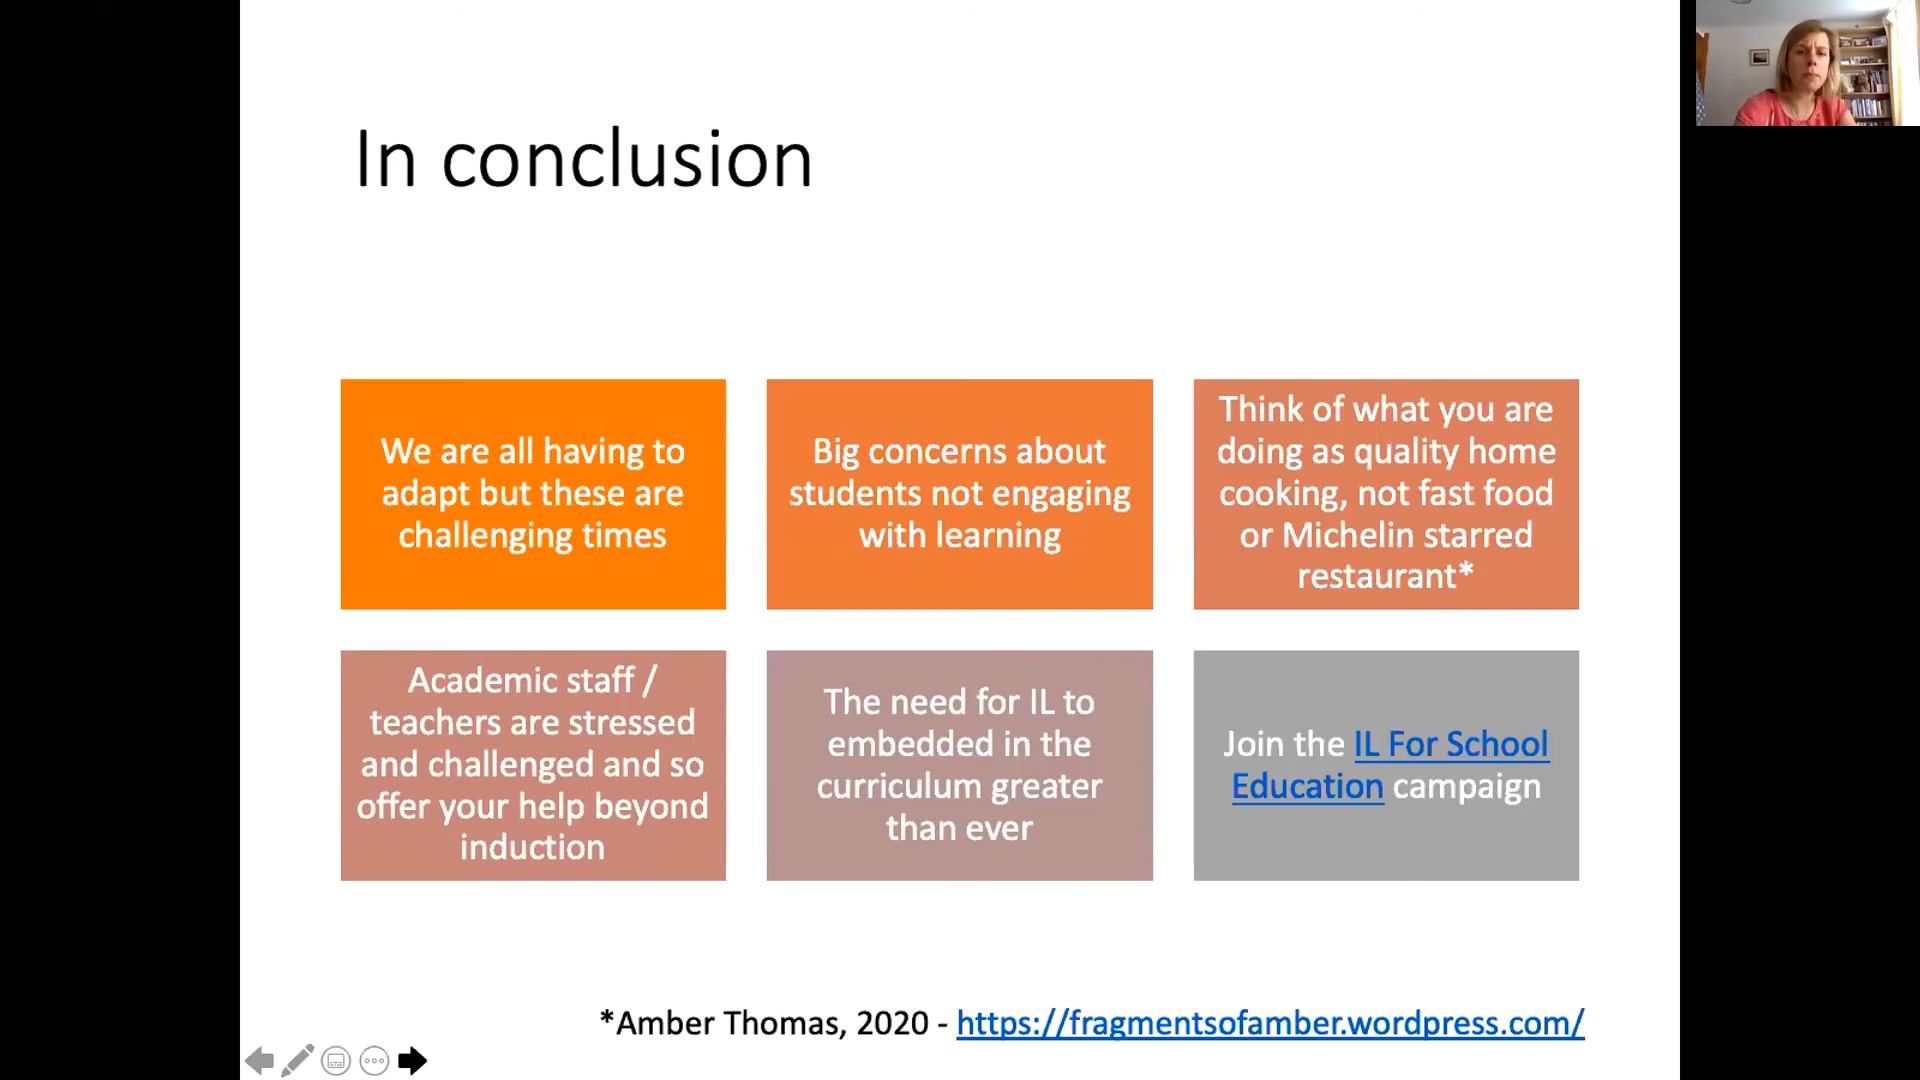 In conclusion
We are all having to
adapt but these are
challenging times
Big concerns about
students not engaging
with learning
Think of what you are
doing as quality home
cooking, not fast food
or Michelin starred
restaurant*
Academic staff /
teachers are stressed
and challenged and so
offer your help beyond
induction
The need for IL to
embedded in the
curriculum greater
than ever
Join the IL For School
Education campaign
*Amber Thomas, 2020 - https://fragmentsofamber.wordpress.com/